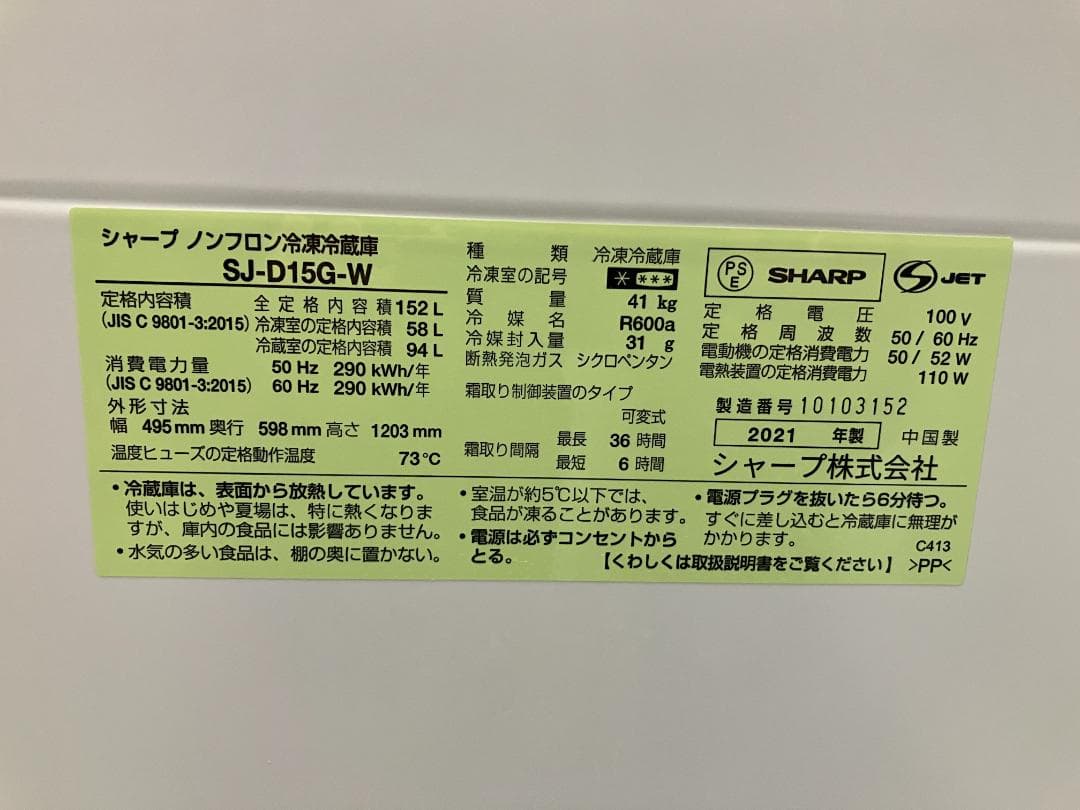 シャープ ノンフロン冷凍冷蔵庫
SJ-D15G-W
定格内容積
(JIS C 9801-3:2015)
全定格内容積 152 L
冷凍室の定格内容積 58 L
冷蔵室の定格内容積 94 L
消費電力量
(JIS C 9801-3:2015)
50 Hz 290 kWh/年
60 Hz 290 kWh/年
外形寸法
幅 495 mm 奥行 598 mm 高さ 1203 mm
温度ヒューズの定格動作温度 73℃
種類 冷凍冷蔵庫
冷凍室の記号 * ***
質量 41 kg
冷媒名 R600a
冷媒封入量 31 g
断熱発泡ガス シクロペンタン
霜取り制御装置のタイプ
可変式
霜取り間隔
最長 36 時間
最短 6 時間
PSE SHARP
JET
定格電圧 100 V
定格周波数 50 / 60 Hz
電動機の定格消費電力 50 / 52 W
電熱装置の定格消費電力 110 W
製造番号 10103152
2021 年製 中国製
シャープ株式会社
・冷蔵庫は、表面から放熱しています。
使いはじめや夏場は、特に熱くなりま
すが、庫内の食品には影響ありません。
・水気の多い食品は、棚の奥に置かない。
・室温が約5℃以下では、
食品が凍ることがあります。
・電源は必ずコンセントから
とる。
・電源プラグを抜いたら6分待つ。
すぐに差し込むと冷蔵庫に無理が
かかります。
C413
【くわしくは取扱説明書をご覧ください】 >PP<